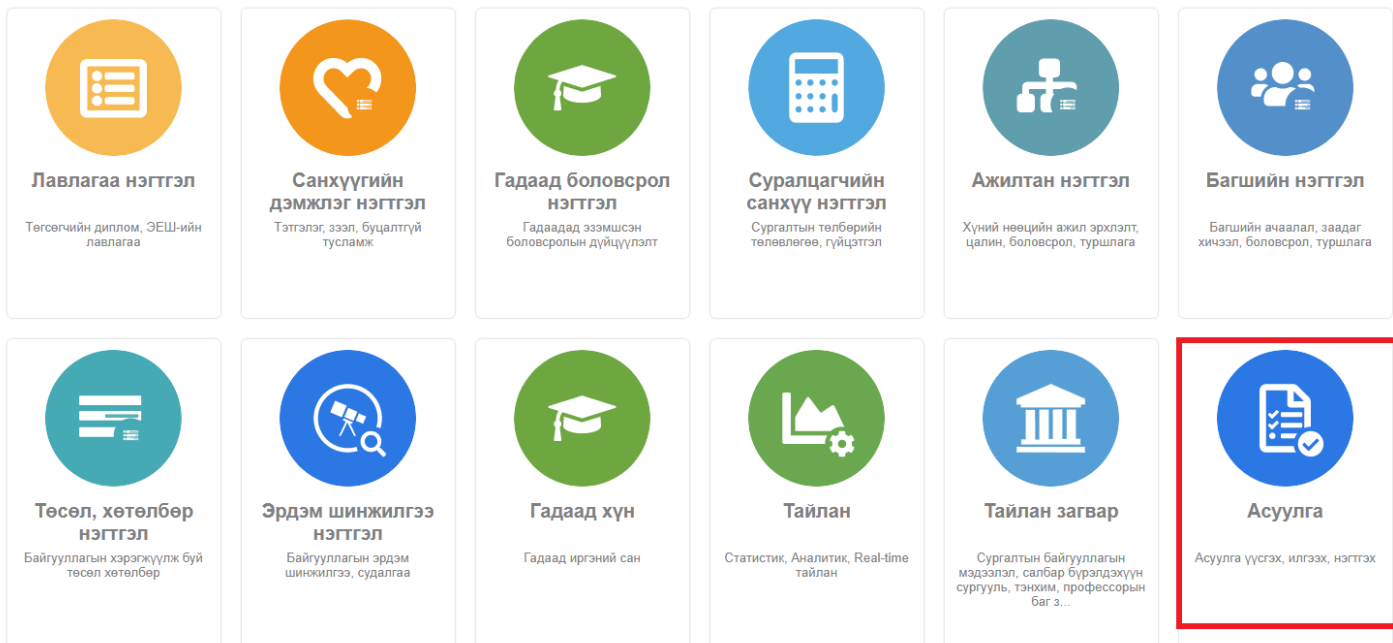 Лавлагаа нэгтгэл
Төгсөгчийн диплом, ЭЕШ-ийн
лавлагаа
Санхүүгийн
дэмжлэг нэгтгэл
Тэтгэлэг, зээл, буцалтгүй
тусламж
Гадаад боловсрол
нэгтгэл
Гадаадад эзэмшсэн
боловсролын дүйцүүлэлт
Суралцагчийн
санхүү нэгтгэл
Сургалтын төлбөрийн
төлөвлөгөө, гүйцэтгэл
Ажилтан нэгтгэл
Хүний нөөцийн ажил эрхлэлт,
цалин, боловсрол, туршлага
Багшийн нэгтгэл
Багшийн ачаалал, заадаг
хичээл, боловсрол, туршлага
Төсөл, хөтөлбөр
нэгтгэл
Байгууллагын хэрэгжүүлж буй
төсөл хөтөлбөр
Эрдэм шинжилгээ
нэгтгэл
Байгууллагын эрдэм
шинжилгээ, судалгаа
Гадаад хүн
Гадаад иргэний сан
Тайлан
Статистик, Аналитик, Real-time
тайлан
Тайлан загвар
Сургалтын байгууллагын
мэдээлэл, салбар бүрэлдэхүүн
сургууль, тэнхим, профессорын
баг з...
Асуулга
Асуулга үүсгэх, илгээх, нэгтгэх